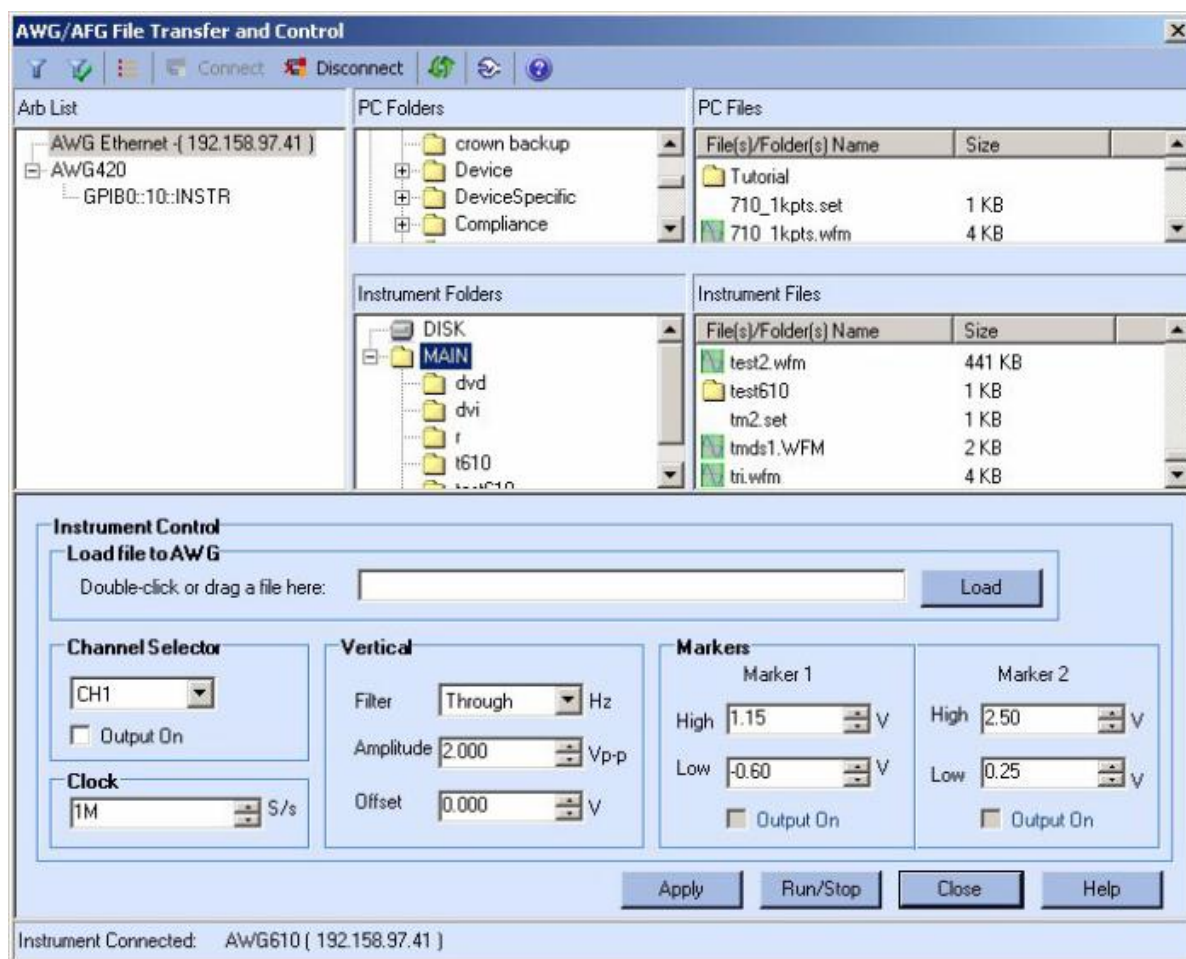 AWG/AFG File Transfer and Control
Connect Disconnect
Arb List
AWG Ethernet -( 192.158.97.41 )
AWG420
GPIB0::10::INSTR
PC Folders
crown backup
Device
DeviceSpecific
Compliance
PC Files
File(s)/Folder(s) Name Size
Tutorial
710_1kpts.set 1 KB
710_1kpts.wfm 4 KB
Instrument Folders
DISK
MAIN
dvd
dvi
r
t610
test610
Instrument Files
File(s)/Folder(s) Name Size
test2.wfm 441 KB
test610 1 KB
tm2.set 1 KB
tmds1.WFM 2 KB
tri.wfm 4 KB
Instrument Control
Load file to AWG
Double-click or drag a file here: Load
Channel Selector
CH1
Output On
Clock
1M S/s
Vertical
Filter Through Hz
Amplitude 2.000 Vp-p
Offset 0.000 V
Markers
Marker 1
High 1.15 V
Low -0.60 V
Output On
Marker 2
High 2.50 V
Low 0.25 V
Output On
Apply Run/Stop Close Help
Instrument Connected: AWG610 ( 192.158.97.41 )